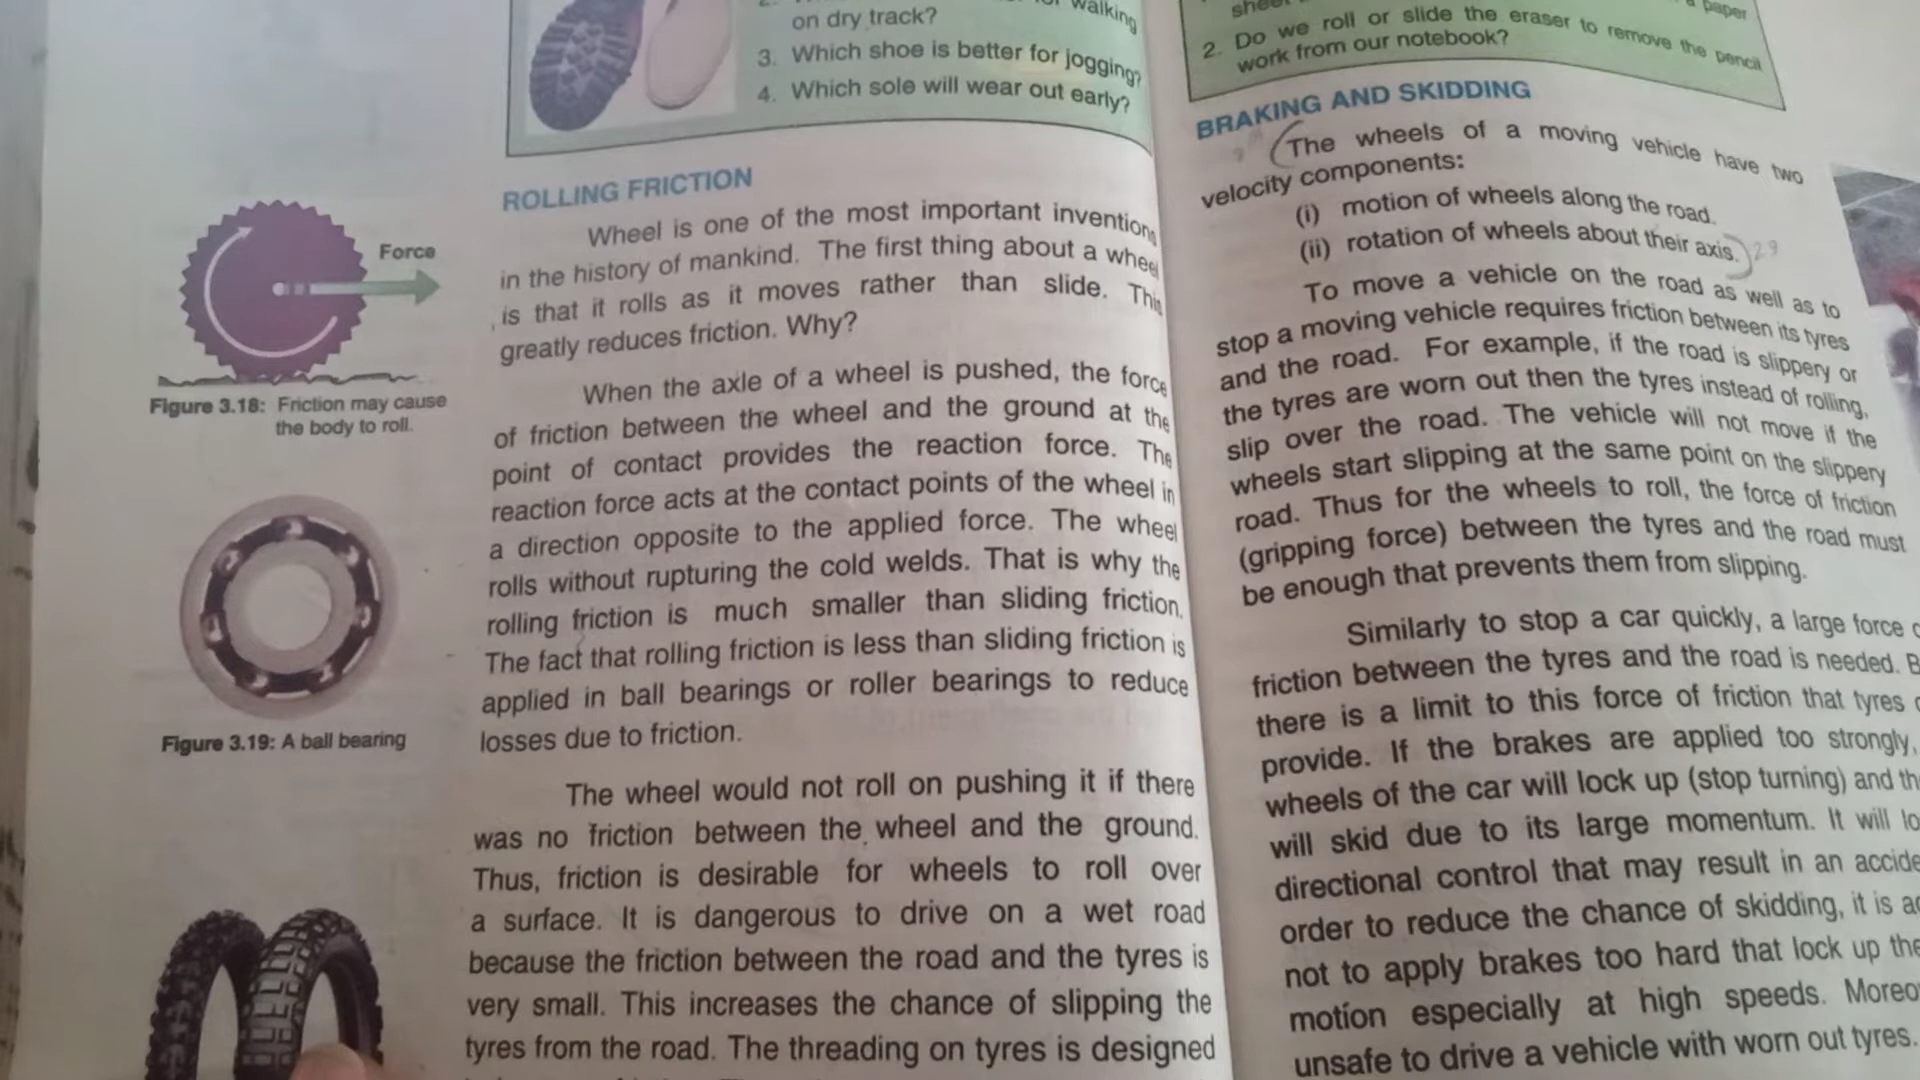 on dry track?
3. Which shoe is better for jogging?
4. Which sole will wear out early?
ROLLING FRICTION
Wheel is one of the most important inventions
in the history of mankind. The first thing about a wheel
is that it rolls as it moves rather than slide. This
greatly reduces friction. Why?
When the axle of a wheel is pushed, the force
of friction between the wheel and the ground at the
point of contact provides the reaction force. The
reaction force acts at the contact points of the wheel in
a direction opposite to the applied force. The wheel
rolls without rupturing the cold welds. That is why the
rolling friction is much smaller than sliding friction.
The fact that rolling friction is less than sliding friction is
applied in ball bearings or roller bearings to reduce
losses due to friction.
The wheel would not roll on pushing it if there
was no friction between the wheel and the ground.
Thus, friction is desirable for wheels to roll over
a surface. It is dangerous to drive on a wet road
because the friction between the road and the tyres is
very small. This increases the chance of slipping the
tyres from the road. The threading on tyres is designed
Force
Figure 3.18: Friction may cause
the body to roll.
Figure 3.19: A ball bearing
walking
paper
2. Do we roll or slide the eraser to remove the pencil
work from our notebook?
BRAKING AND SKIDDING
The wheels of a moving vehicle have two
velocity components:
(i) motion of wheels along the road.
(ii) rotation of wheels about their axis. 29
To move a vehicle on the road as well as to
stop a moving vehicle requires friction between its tyres
and the road. For example, if the road is slippery or
the tyres are worn out then the tyres instead of rolling,
slip over the road. The vehicle will not move if the
wheels start slipping at the same point on the slippery
road. Thus for the wheels to roll, the force of friction
(gripping force) between the tyres and the road must
be enough that prevents them from slipping.
Similarly to stop a car quickly, a large force
friction between the tyres and the road is needed.
there is a limit to this force of friction that tyres
provide. If the brakes are applied too strongly,
wheels of the car will lock up (stop turning) and
will skid due to its large momentum. It will
directional control that may result in an
order to reduce the chance of skidding, it is
not to apply brakes too hard that lock up
motion especially at high speeds.
unsafe to drive a vehicle with worn out tyres.